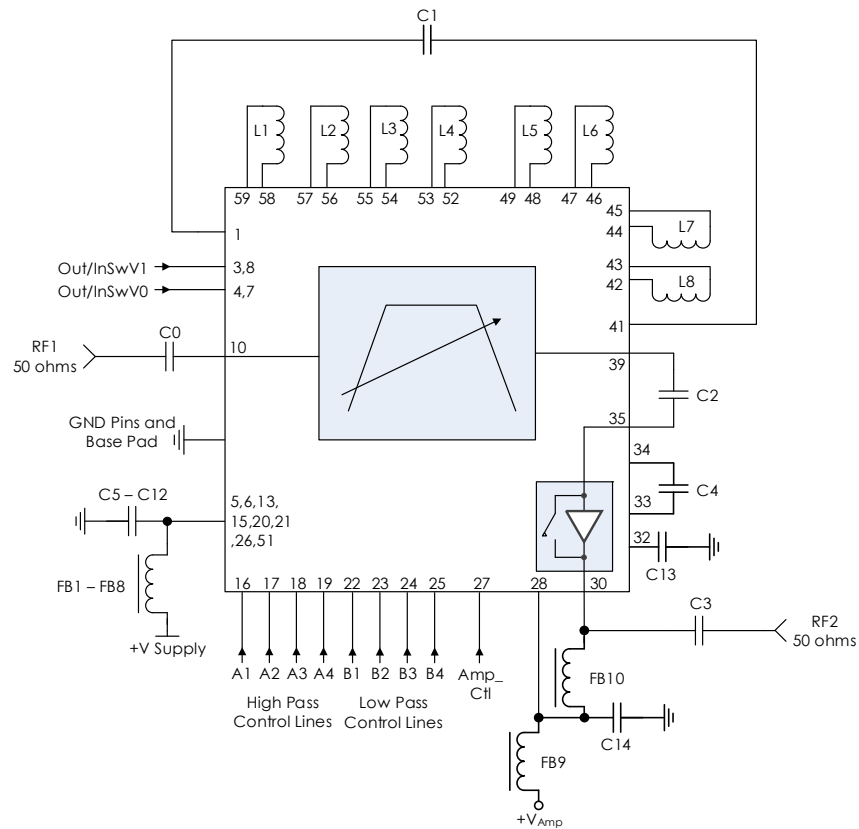 C1
L1
L2
L3
L4
L5
L6
59 58 57 56 55 54 53 52 49 48 47 46
45
44
L7
43
42
L8
41
1
Out/InSwV1
3,8
Out/InSwV0
4,7
C0
RF1
50 ohms
10
39
C2
35
GND Pins and
Base Pad
34
C4
33
C5 – C12
5,6,13,
15,20,21
,26,51
32
C13
FB1 – FB8
+V Supply
16 17 18 19 22 23 24 25 27 28 30
A1 A2 A3 A4 B1 B2 B3 B4 Amp_
Ctl
High Pass
Control Lines
Low Pass
Control Lines
C3
RF2
50 ohms
FB10
C14
FB9
+VAmp